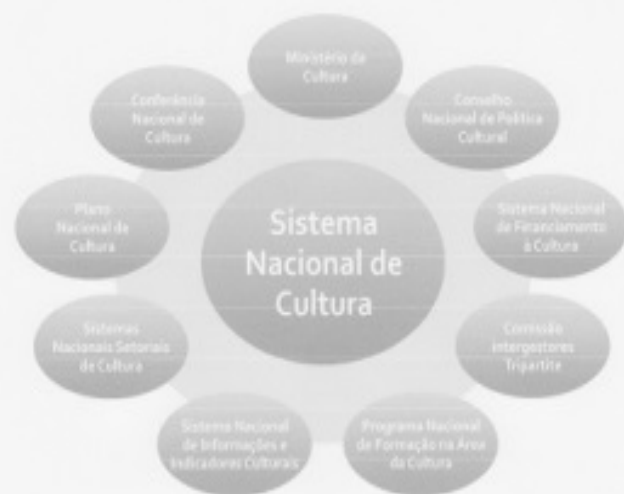 Ministério da
Cultura
Conselho
Nacional de Política
Cultural
Sistema Nacional
de Financiamento
à Cultura
Comissão
Intergestores
Tripartite
Programa Nacional
de Formação na Área
da Cultura
Sistema Nacional
de Informações e
Indicadores Culturais
Sistemas
Nacionais Setoriais
de Cultura
Plano
Nacional de
Cultura
Conferência
Nacional de
Cultura
Sistema
Nacional de
Cultura